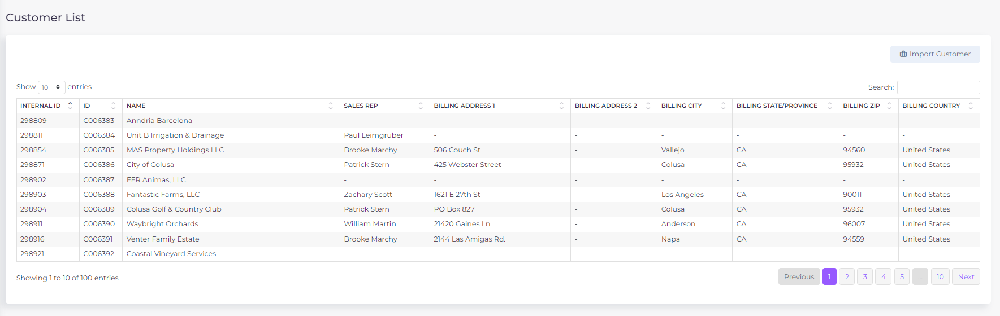 Customer List
Import Customer
Show 10 entries Search:
INTERNAL ID ID NAME SALES REP BILLING ADDRESS 1 BILLING ADDRESS 2 BILLING CITY BILLING STATE/PROVINCE BILLING ZIP BILLING COUNTRY
298809 C006383 Anndria Barcelona - - - - - - -
298811 C006384 Unit B Irrigation & Drainage Paul Leimgruber - - - - - -
298854 C006385 MAS Property Holdings LLC Brooke Marchy 506 Couch St - Vallejo CA 94560 United States
298871 C006386 City of Colusa Patrick Stern 425 Webster Street - Colusa CA 95932 United States
298902 C006387 FFR Animas, LLC. - - - - - - -
298903 C006388 Fantastic Farms, LLC Zachary Scott 1621 E 27th St - Los Angeles CA 90011 United States
298904 C006389 Colusa Golf & Country Club Patrick Stern PO Box 827 - Colusa CA 95932 United States
298911 C006390 Waybright Orchards William Martin 21420 Gaines Ln - Anderson CA 96007 United States
298916 C006391 Venter Family Estate Brooke Marchy 2144 Las Amigas Rd. - Napa CA 94559 United States
298921 C006392 Coastal Vineyard Services - - - - - - -
Showing 1 to 10 of 100 entries Previous 1 2 3 4 5 ... 10 Next